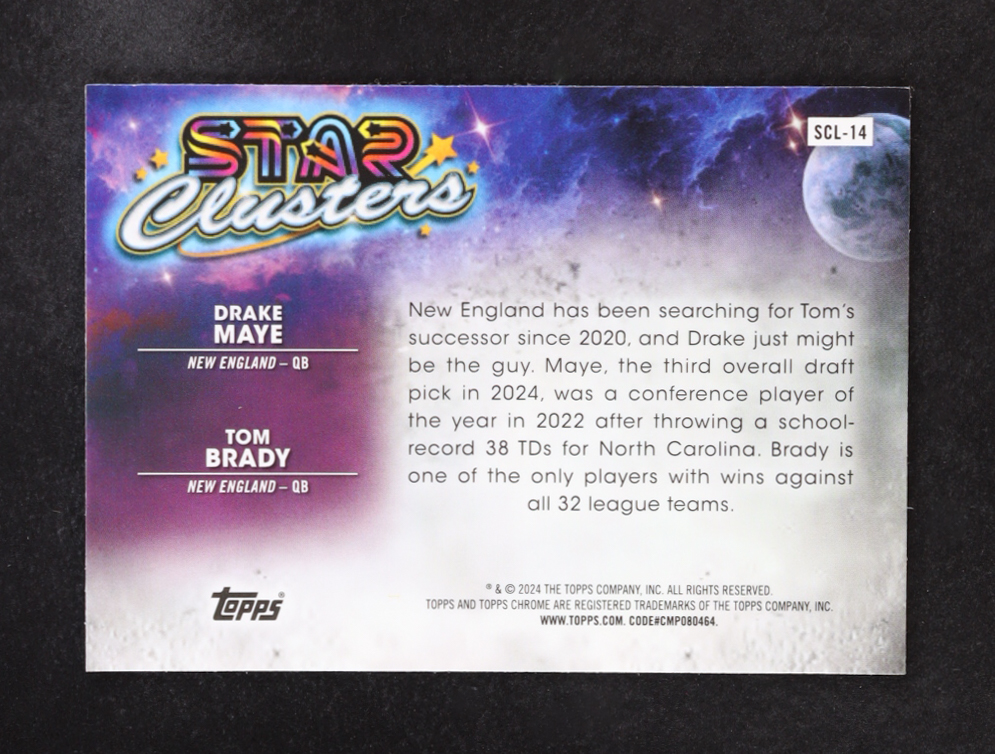 STAR
Clusters
SCL-14
DRAKE
MAYE
NEW ENGLAND – QB
TOM
BRADY
NEW ENGLAND – QB
New England has been searching for Tom's
successor since 2020, and Drake just might
be the guy. Maye, the third overall draft
pick in 2024, was a conference player of
the year in 2022 after throwing a school-
record 38 TDs for North Carolina. Brady is
one of the only players with wins against
all 32 league teams.
topps®
® & © 2024 THE TOPPS COMPANY, INC. ALL RIGHTS RESERVED.
TOPPS AND TOPPS CHROME ARE REGISTERED TRADEMARKS OF THE TOPPS COMPANY, INC.
WWW.TOPPS.COM. CODE#CMP080464.